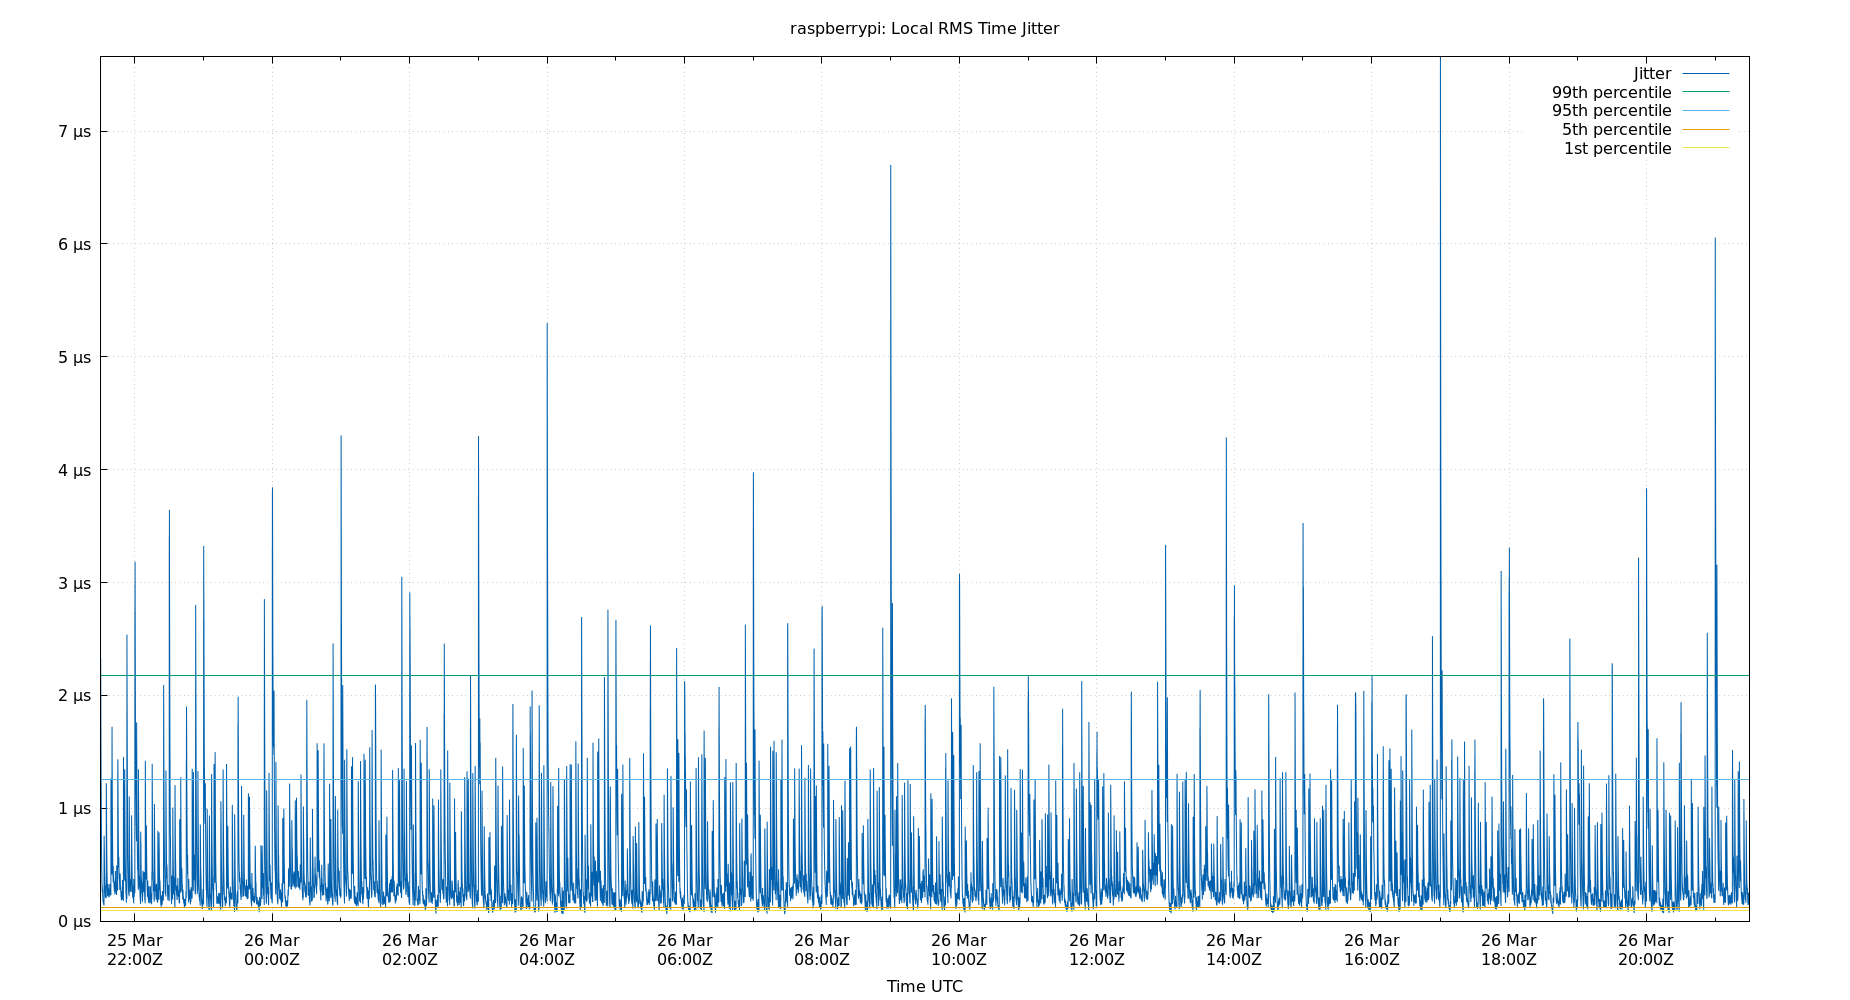 raspberrypi: Local RMS Time Jitter
Jitter
99th percentile
95th percentile
5th percentile
1st percentile
7 µs
6 µs
5 µs
4 µs
3 µs
2 µs
1 µs
0 µs
25 Mar 26 Mar 26 Mar 26 Mar 26 Mar 26 Mar 26 Mar 26 Mar 26 Mar 26 Mar 26 Mar 26 Mar
22:00Z 00:00Z 02:00Z 04:00Z 06:00Z 08:00Z 10:00Z 12:00Z 14:00Z 16:00Z 18:00Z 20:00Z
Time UTC